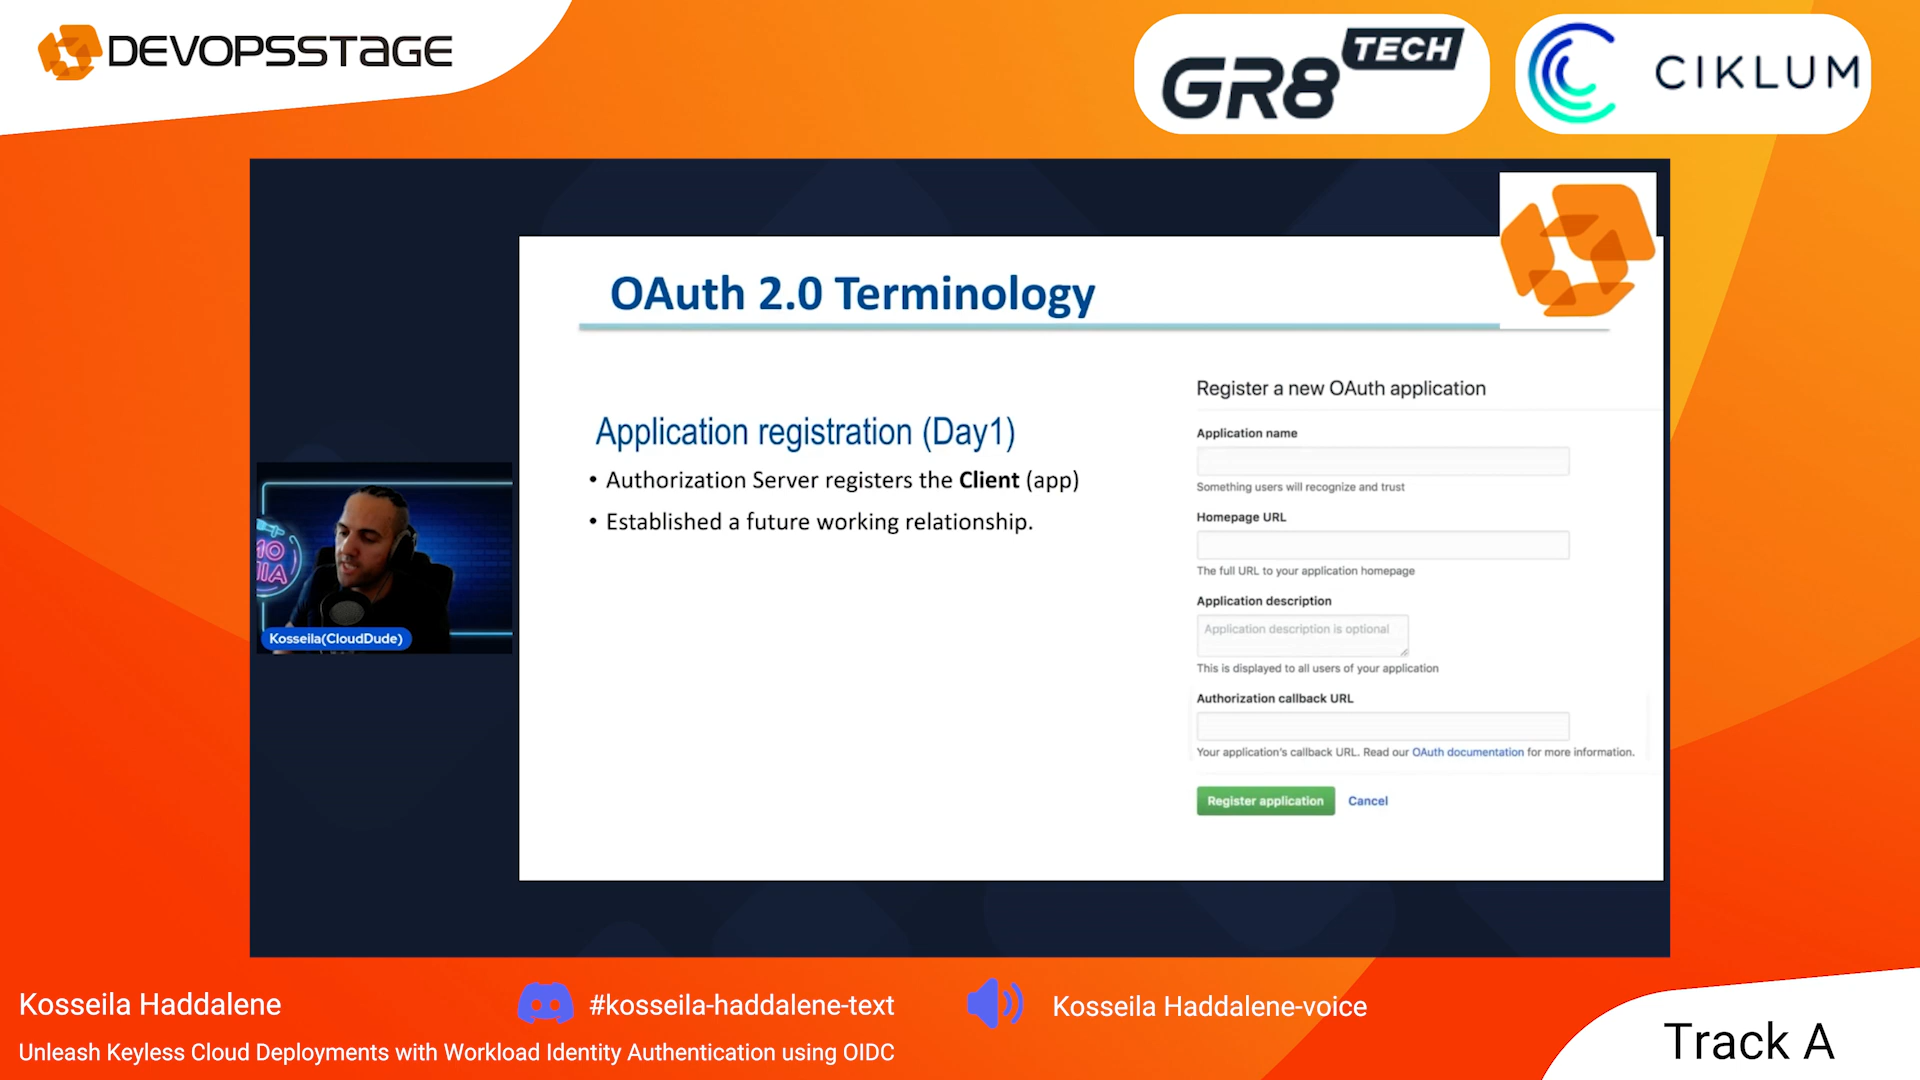 DEVOPSSTAGE
GR8 TECH
CIKLUM
OAuth 2.0 Terminology
Application registration (Day1)
• Authorization Server registers the Client (app)
• Established a future working relationship.
Register a new OAuth application
Application name
Something users will recognize and trust
Homepage URL
The full URL to your application homepage
Application description
Application description is optional
This is displayed to all users of your application
Authorization callback URL
Your application's callback URL. Read our OAuth documentation for more information.
Register application
Cancel
Kosseila(CloudDude)
Kosseila Haddalene
#kosseila-haddalene-text
Kosseila Haddalene-voice
Unleash Keyless Cloud Deployments with Workload Identity Authentication using OIDC
Track A